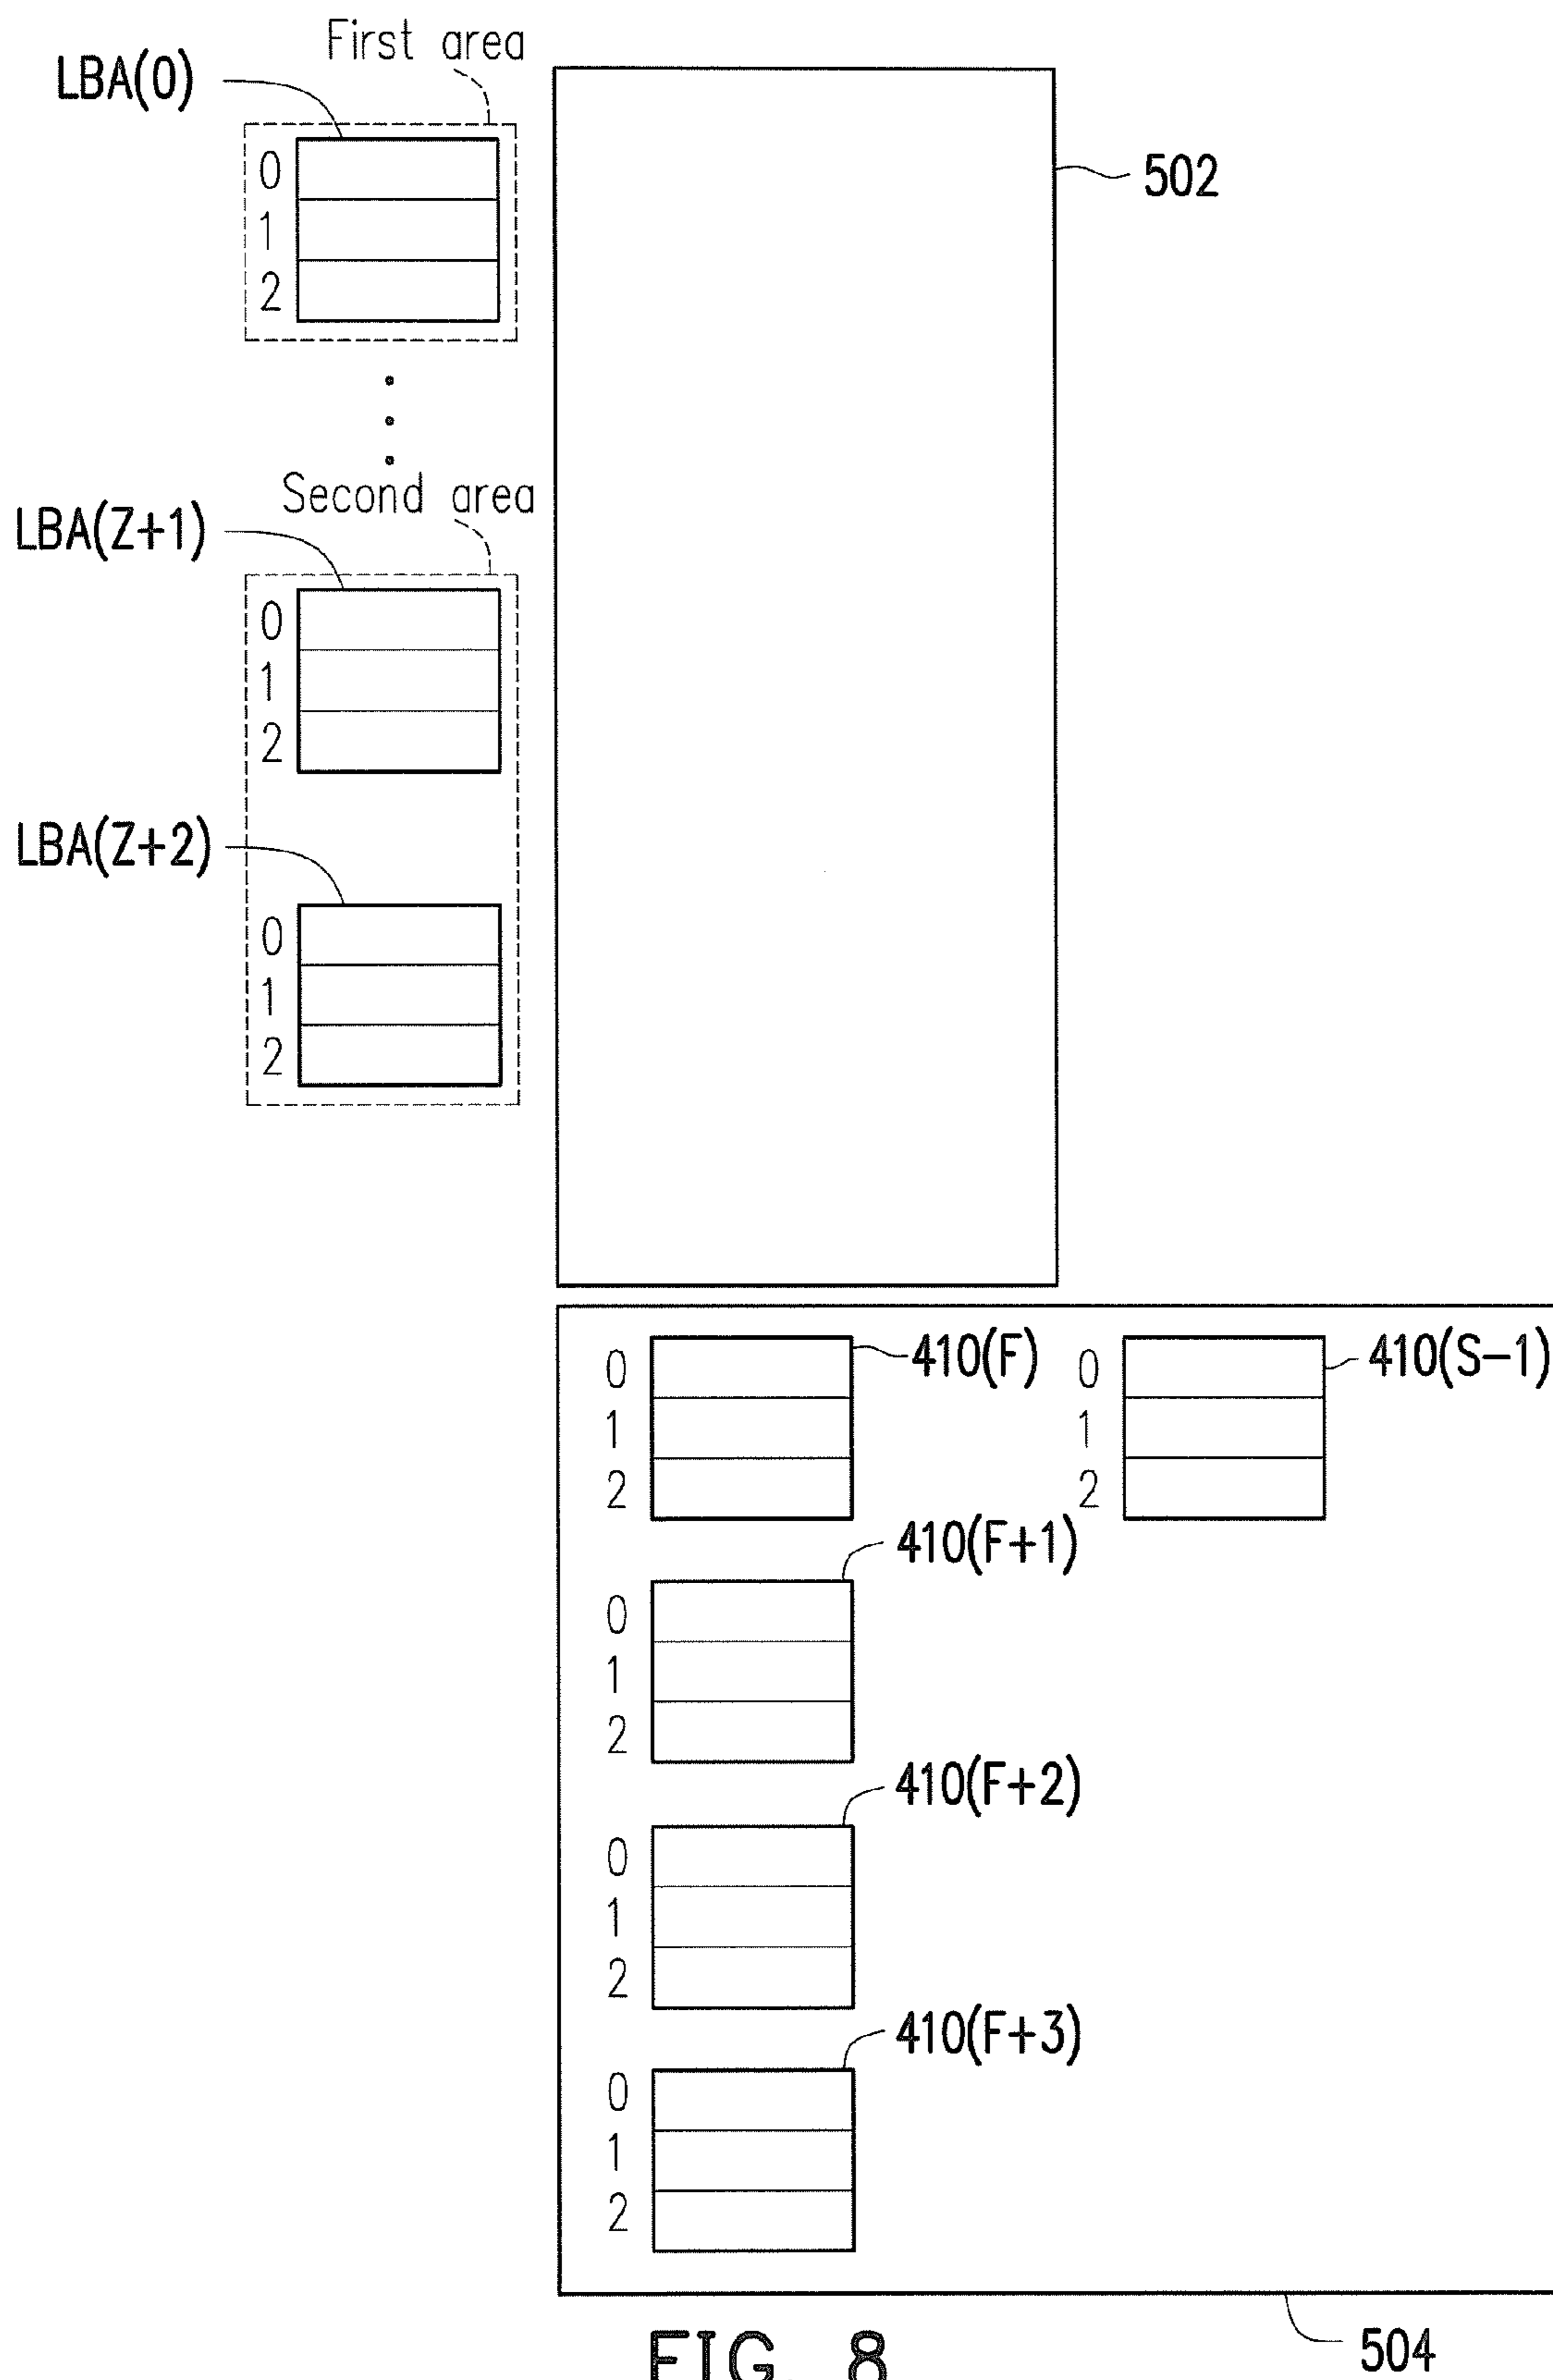 First area
LBA(0)
502
0
1
2
Second area
LBA(Z+1)
0
1
2
LBA(Z+2)
0
1
2
0
410(F)
0
410(S-1)
1
1
2
2
410(F+1)
0
1
2
410(F+2)
0
1
2
410(F+3)
0
1
2
504
FIG. 8